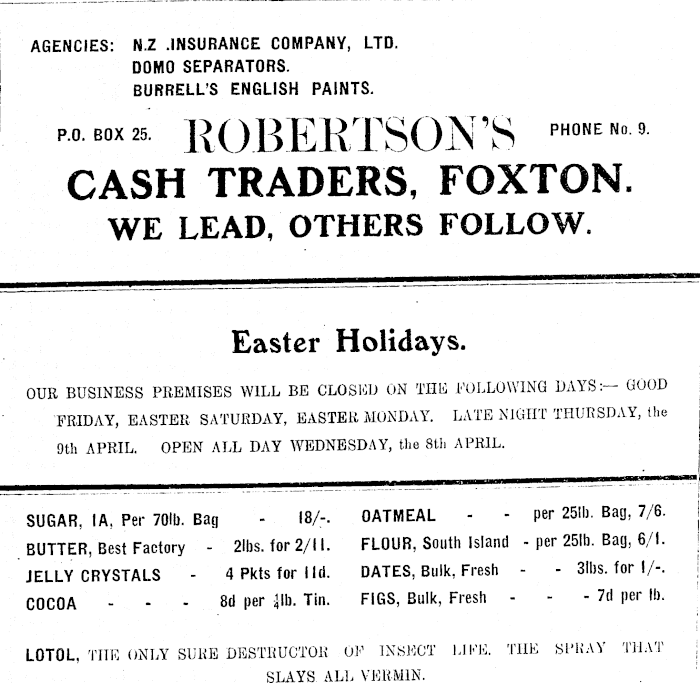 AGENCIES: N.Z .INSURANCE COMPANY, LTD.
DOMO SEPARATORS.
BURRELL'S ENGLISH PAINTS.
P.O. BOX 25. ROBERTSON'S PHONE No. 9.
CASH TRADERS, FOXTON.
WE LEAD, OTHERS FOLLOW.
Easter Holidays.
OUR BUSINESS PREMISES WILL BE CLOSED ON THE FOLLOWING DAYS:— GOOD
FRIDAY, EASTER SATURDAY, EASTER MONDAY. LATE NIGHT THURSDAY, the
9th APRIL. OPEN ALL DAY WEDNESDAY, the 8th APRIL.
SUGAR, 1A, Per 70lb. Bag - 18/-.
BUTTER, Best Factory - 2lbs. for 2/11.
JELLY CRYSTALS - 4 Pkts for 11d.
COCOA - - - 8d per ¼lb. Tin.
OATMEAL - - per 25lb. Bag, 7/6.
FLOUR, South Island - per 25lb. Bag, 6/1.
DATES, Bulk, Fresh - - 3lbs. for 1/-.
FIGS, Bulk, Fresh - - - 7d per lb.
LOTOL, THE ONLY SURE DESTRUCTOR OF INSECT LIFE. THE SPRAY THAT
SLAYS ALL VERMIN.